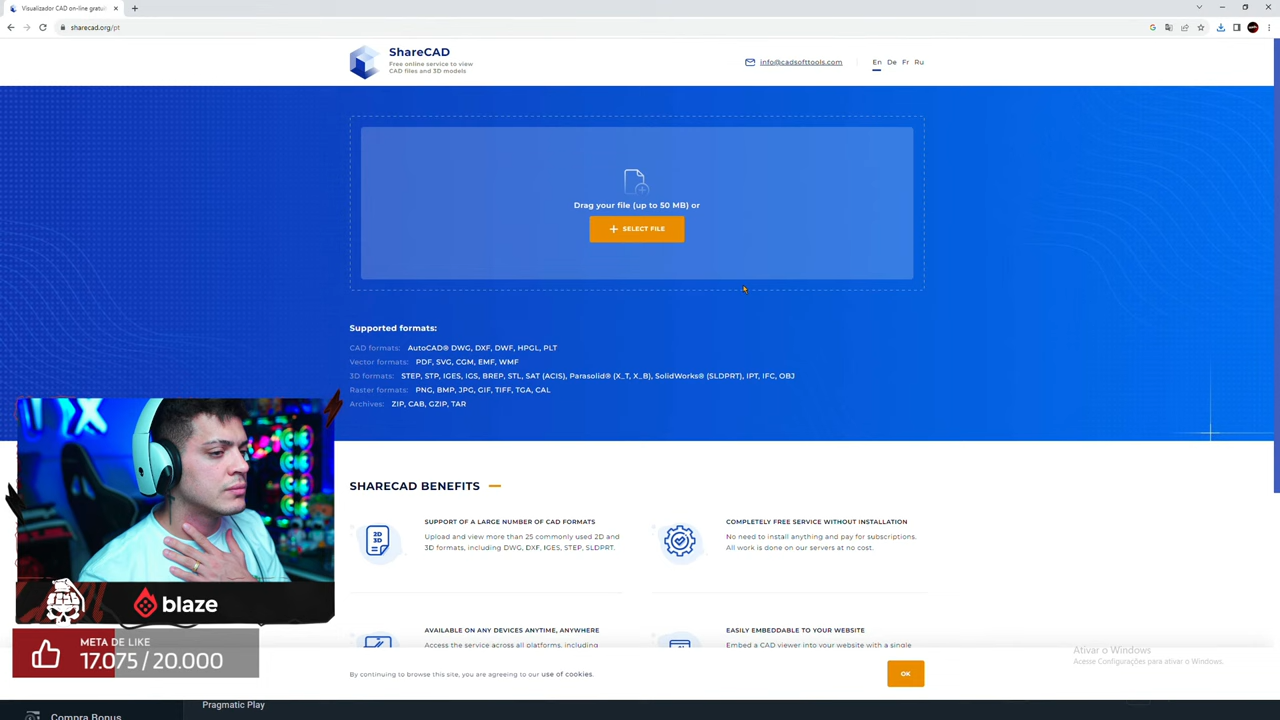 Visualizador CAD on-line gratuit
sharecad.org/pt
ShareCAD
Free online service to view
CAD files and 3D models
info@cadsofttools.com
En De Fr Ru
Drag your file (up to 50 MB) or
+ SELECT FILE
Supported formats:
CAD formats: AutoCAD® DWG, DXF, DWF, HPGL, PLT
Vector formats: PDF, SVG, CGM, EMF, WMF
3D formats: STEP, STP, IGES, IGS, BREP, STL, SAT (ACIS), Parasolid® (X_T, X_B), SolidWorks® (SLDPRT), IPT, IFC, OBJ
Raster formats: PNG, BMP, JPG, GIF, TIFF, TGA, CAL
Archives: ZIP, CAB, GZIP, TAR
SHARECAD BENEFITS
2D
3D
SUPPORT OF A LARGE NUMBER OF CAD FORMATS
Upload and view more than 25 commonly used 2D and
3D formats, including DWG, DXF, IGES, STEP, SLDPRT.
COMPLETELY FREE SERVICE WITHOUT INSTALLATION
No need to install anything and pay for subscriptions.
All work is done on our servers at no cost.
AVAILABLE ON ANY DEVICES ANYTIME, ANYWHERE
Access the service across all platforms, including
EASILY EMBEDDABLE TO YOUR WEBSITE
Embed a CAD viewer into your website with a single
By continuing to browse this site, you are agreeing to our use of cookies.
OK
Ativar o Windows
Acesse Configurações para ativar o Windows.
blaze
META DE LIKE
17.075 / 20.000
Pragmatic Play
Compra Bonus